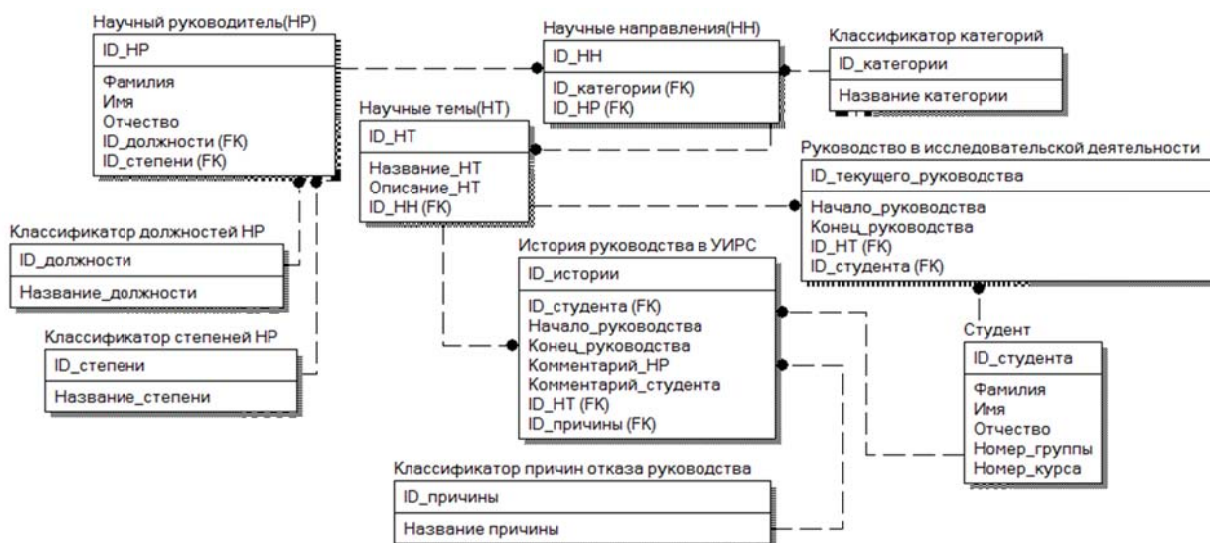 Научный руководитель(НР)
ID_НР
Фамилия
Имя
Отчество
ID_должности (FK)
ID_степени (FK)
Научные направления(НН)
ID_НН
ID_категории (FK)
ID_НР (FK)
Классификатор категорий
ID_категории
Название категории
Научные темы(НТ)
ID_НТ
Название_НТ
Описание_НТ
ID_НН (FK)
Руководство в исследовательской деятельности
ID_текущего_руководства
Начало_руководства
Конец_руководства
ID_НТ (FK)
ID_студента (FK)
Классификатор должностей НР
ID_должности
Название_должности
Классификатор степеней НР
ID_степени
Название_степени
История руководства в УИРС
ID_истории
ID_студента (FK)
Начало_руководства
Конец_руководства
Комментарий_НР
Комментарий_студента
ID_НТ (FK)
ID_причины (FK)
Студент
ID_студента
Фамилия
Имя
Отчество
Номер_группы
Номер_курса
Классификатор причин отказа руководства
ID_причины
Название причины